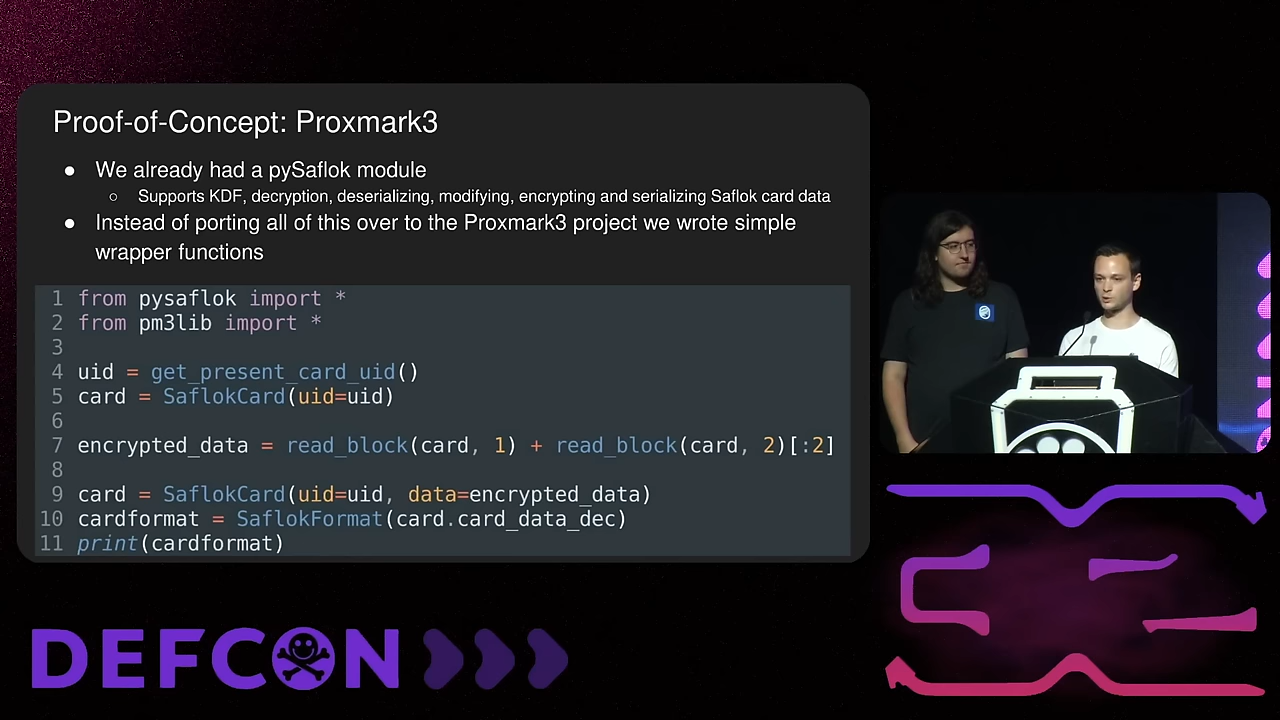 Proof-of-Concept: Proxmark3
● We already had a pySaflok module
○ Supports KDF, decryption, deserializing, modifying, encrypting and serializing Saflok card data
● Instead of porting all of this over to the Proxmark3 project we wrote simple
wrapper functions
1 from pysaflok import *
2 from pm3lib import *
3
4 uid = get_present_card_uid()
5 card = SaflokCard(uid=uid)
6
7 encrypted_data = read_block(card, 1) + read_block(card, 2)[:2]
8
9 card = SaflokCard(uid=uid, data=encrypted_data)
10 cardformat = SaflokFormat(card.card_data_dec)
11 print(cardformat)
DEFCON